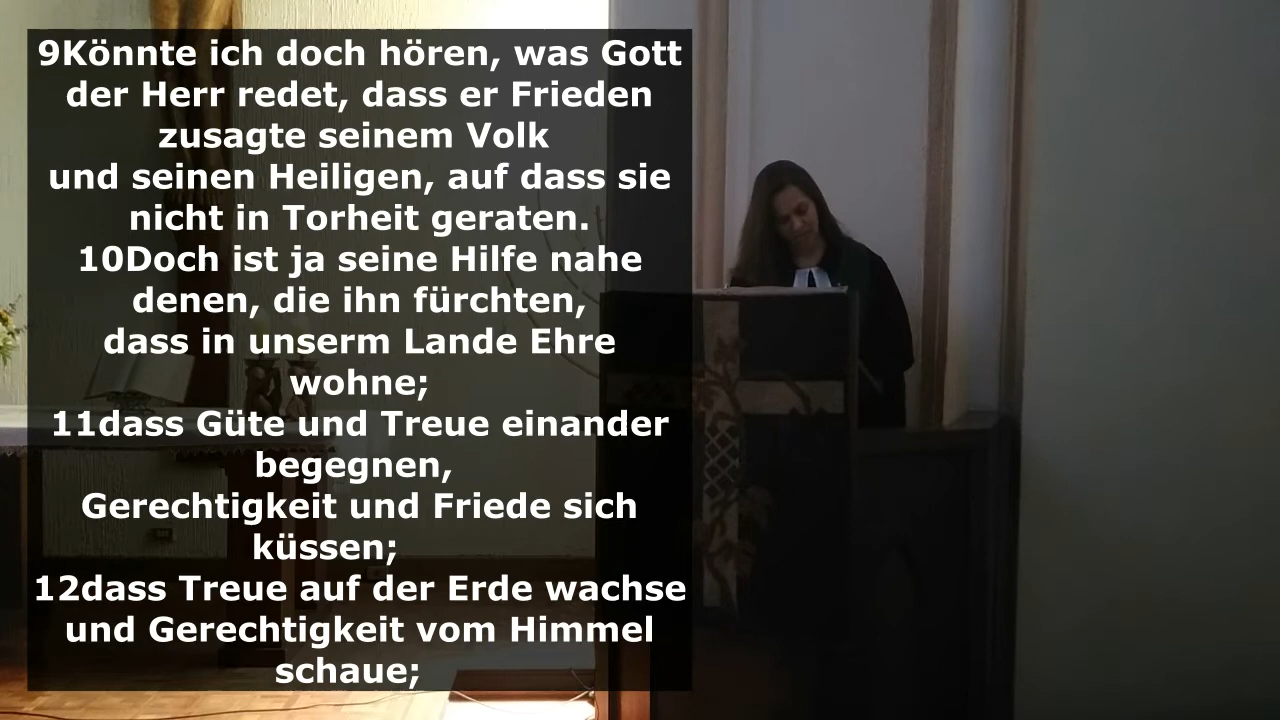 9Könnte ich doch hören, was Gott
der Herr redet, dass er Frieden
zusagte seinem Volk
und seinen Heiligen, auf dass sie
nicht in Torheit geraten.
10Doch ist ja seine Hilfe nahe
denen, die ihn fürchten,
dass in unserm Lande Ehre
wohne;
11dass Güte und Treue einander
begegnen,
Gerechtigkeit und Friede sich
küssen;
12dass Treue auf der Erde wachse
und Gerechtigkeit vom Himmel
schaue;